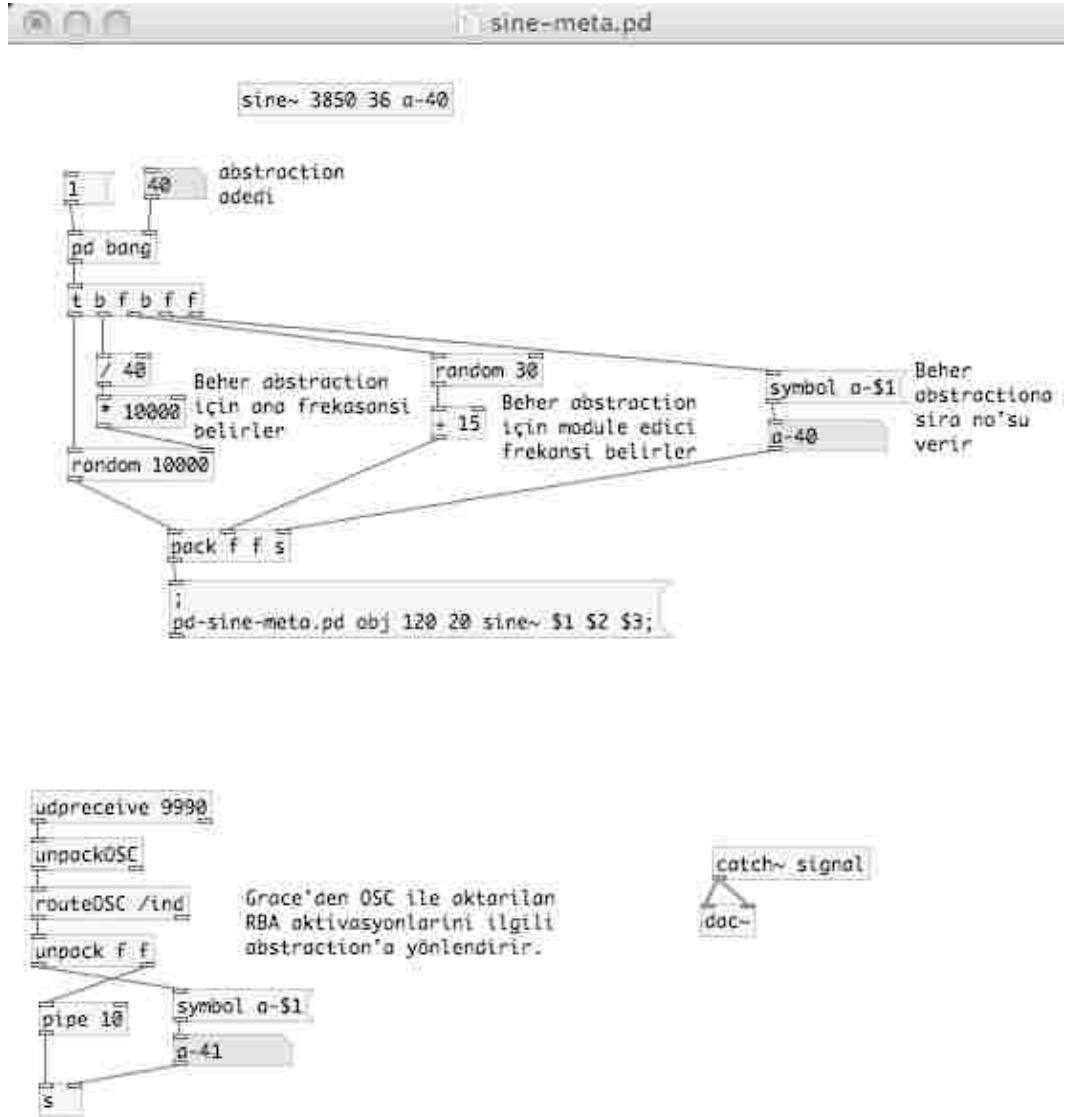 sine-meta.pd
sine~ 3850 36 a-40
1
40
abstraction
adedi
pd bang
t b f b f f
/ 40
* 10000
Beher abstraction
için ana frekasansi
belirler
random 10000
random 30
+ 15
Beher abstraction
için module edici
frekansi belirler
symbol a-$1
a-40
Beher
abstractiona
sira no'su
verir
pack f f s
;
pd-sine-meta.pd obj 120 20 sine~ $1 $2 $3;
udpreceive 9990
unpackOSC
routeOSC /ind
unpack f f
Grace'den OSC ile aktarilan
RBA aktivasyonlarini ilgili
abstraction'a yönlendirir.
pipe 10
symbol a-$1
a-41
s
catch~ signal
dac~